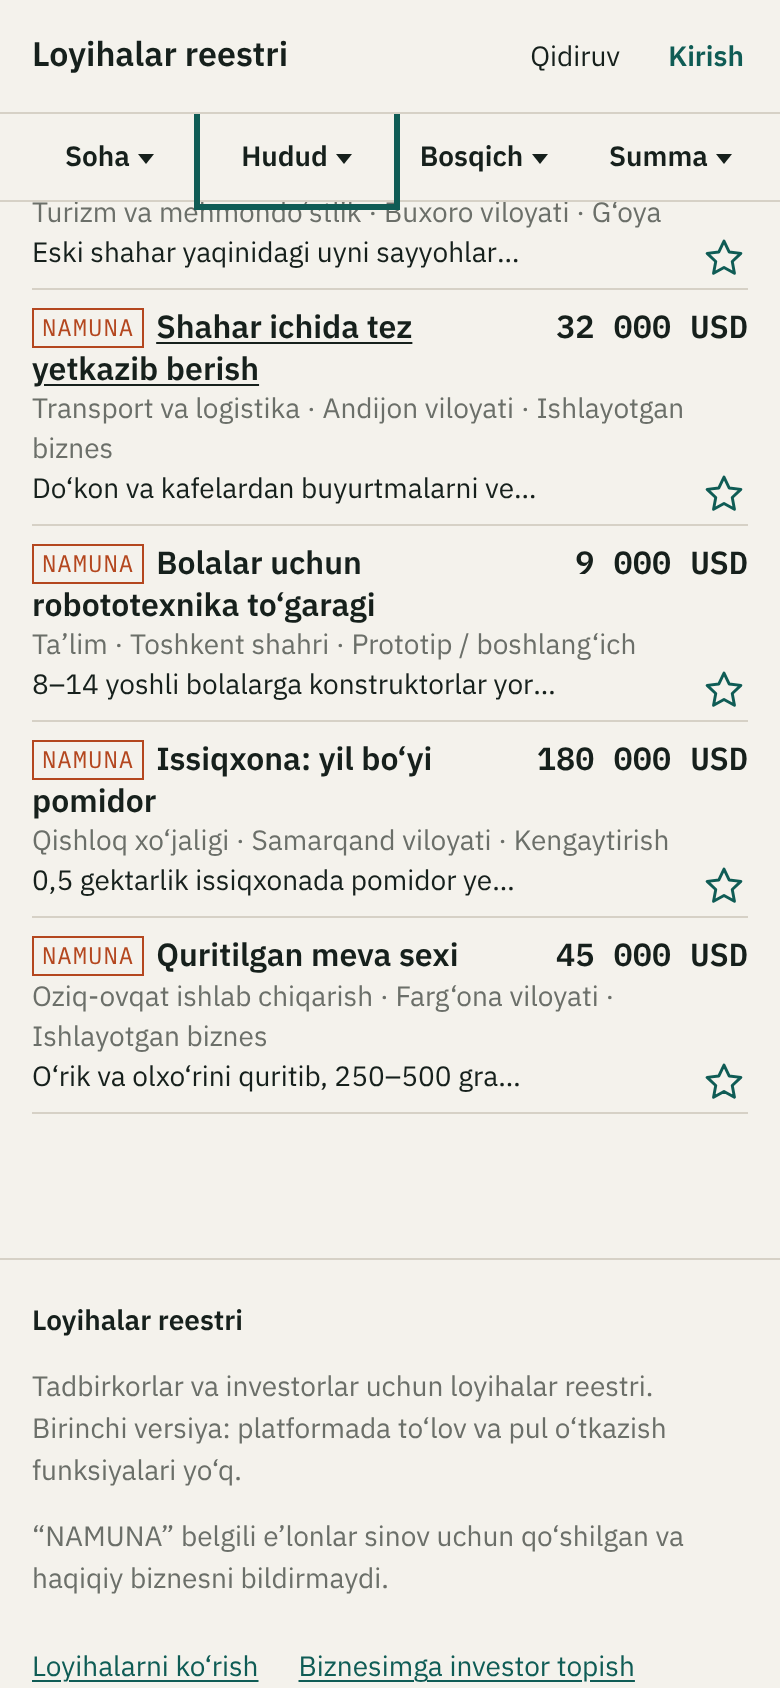 Loyihalar reestri
Qidiruv
Kirish
Soha
Hudud
Bosqich
Summa
Turizm va mehmondo‘stlik · Buxoro viloyati · G‘oya
Eski shahar yaqinidagi uyni sayyohlar...
NAMUNA Shahar ichida tez 32 000 USD
yetkazib berish
Transport va logistika · Andijon viloyati · Ishlayotgan
biznes
Do‘kon va kafelardan buyurtmalarni ve...
NAMUNA Bolalar uchun 9 000 USD
robototexnika to‘garagi
Ta’lim · Toshkent shahri · Prototip / boshlang‘ich
8–14 yoshli bolalarga konstruktorlar yor...
NAMUNA Issiqxona: yil bo‘yi 180 000 USD
pomidor
Qishloq xo‘jaligi · Samarqand viloyati · Kengaytirish
0,5 gektarlik issiqxonada pomidor ye...
NAMUNA Quritilgan meva sexi 45 000 USD
Oziq-ovqat ishlab chiqarish · Farg‘ona viloyati ·
Ishlayotgan biznes
O‘rik va olxo‘rini quritib, 250–500 gra...
Loyihalar reestri
Tadbirkorlar va investorlar uchun loyihalar reestri.
Birinchi versiya: platformada to‘lov va pul o‘tkazish
funksiyalari yo‘q.
“NAMUNA” belgili e’lonlar sinov uchun qo‘shilgan va
haqiqiy biznesni bildirmaydi.
Loyihalarni ko‘rish
Biznesimga investor topish